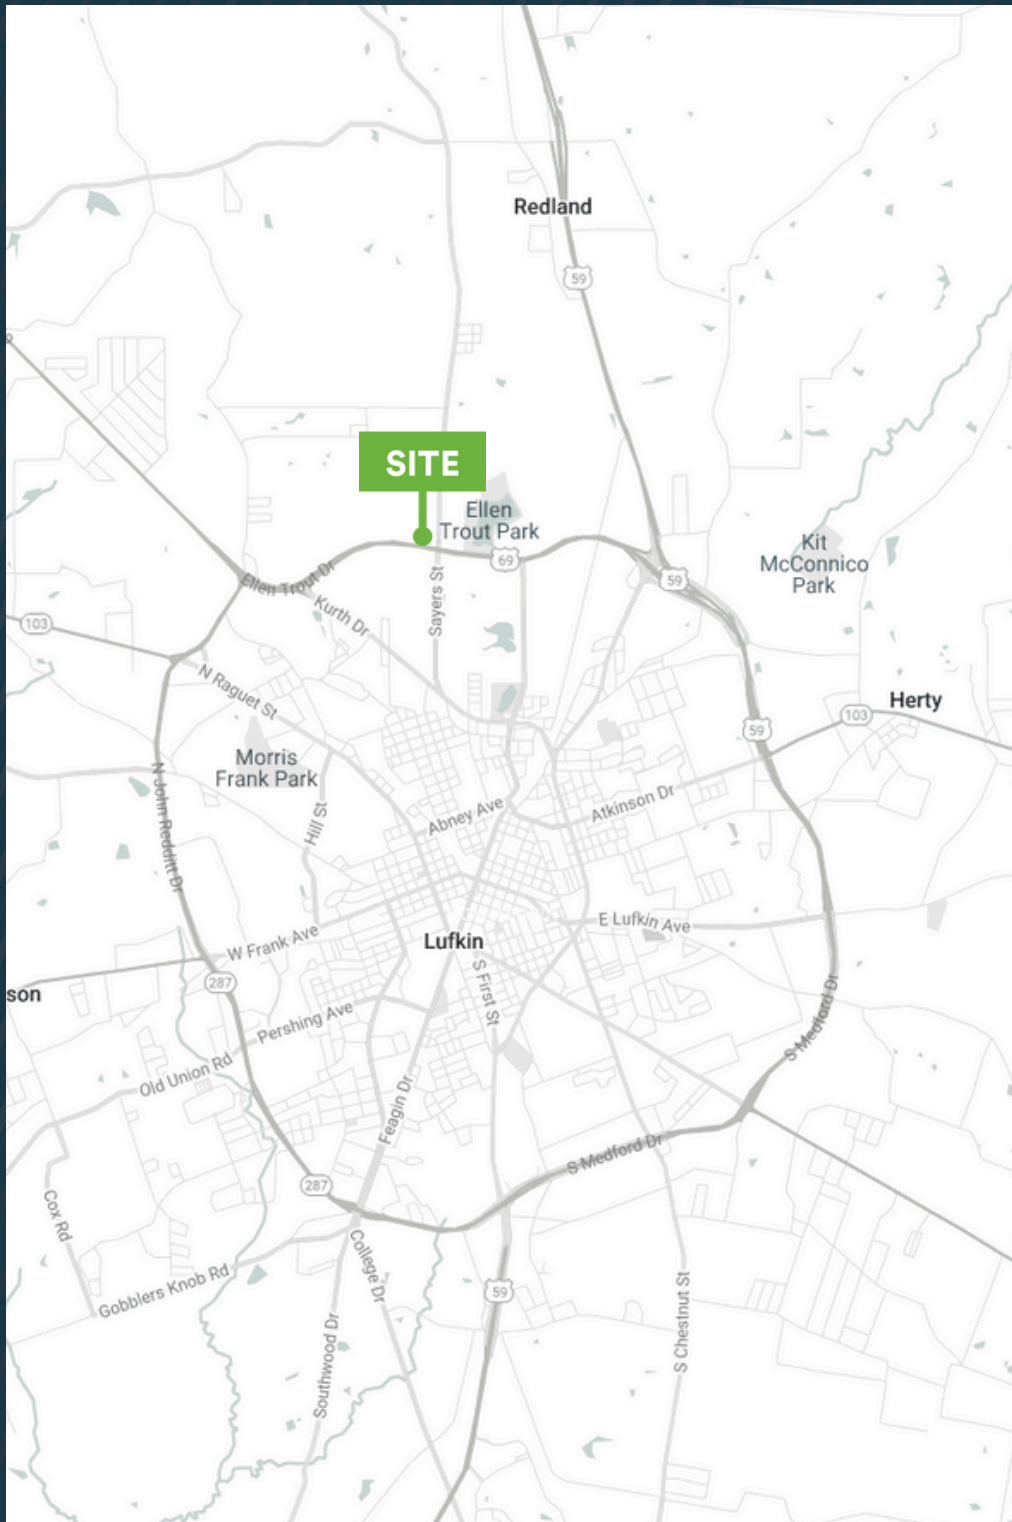 Redland
59
SITE
Ellen
Trout Park
69
59
Kit
McConnico
Park
Ellen Trout Dr
Kurth Dr
Sayers St
103
N Raguet St
Herty
103
59
Morris
Frank Park
N John Redditt Dr
Hill St
Abney Ave
Atkinson Dr
E Lufkin Ave
W Frank Ave
Lufkin
287
son
S First St
Pershing Ave
Old Union Rd
S Medford Dr
Feagin Dr
S Medford Dr
287
Cox Rd
College Dr
Gobblers Knob Rd
59
Southwood Dr
S Chestnut St